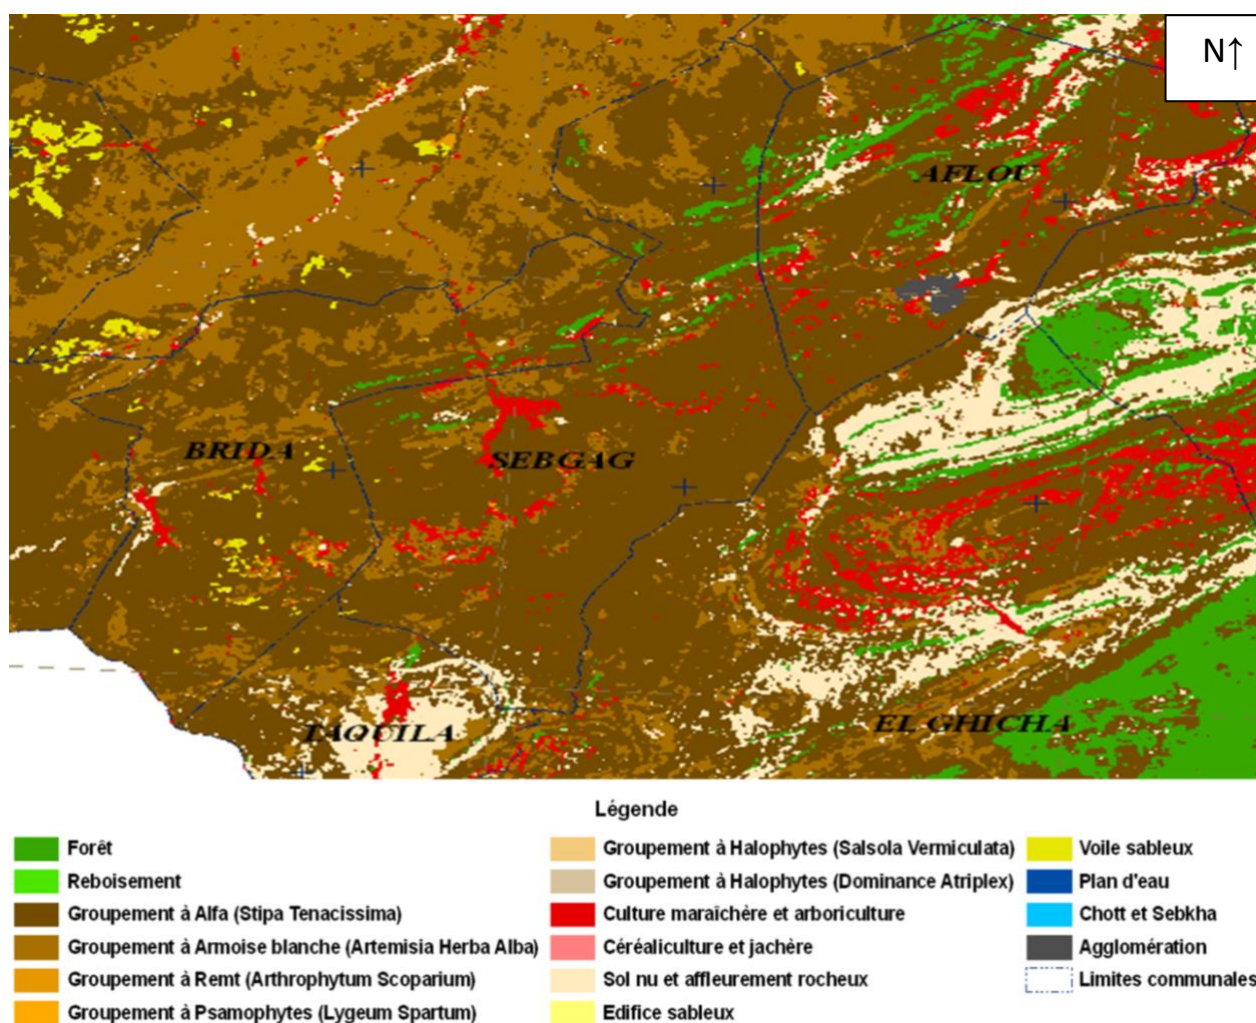 N↑
AFLOU
BRIDA
SEBGAG
TAOUILA
EL GHICHA
Légende
Forêt
Reboisement
Groupement à Alfa (Stipa Tenacissima)
Groupement à Armoise blanche (Artemisia Herba Alba)
Groupement à Remt (Arthrophytum Scoparium)
Groupement à Psamophytes (Lygeum Spartum)
Groupement à Halophytes (Salsola Vermiculata)
Groupement à Halophytes (Dominance Atriplex)
Culture maraîchère et arboriculture
Céréaliculture et jachère
Sol nu et affleurement rocheux
Edifice sableux
Voile sableux
Plan d'eau
Chott et Sebkha
Agglomération
Limites communales